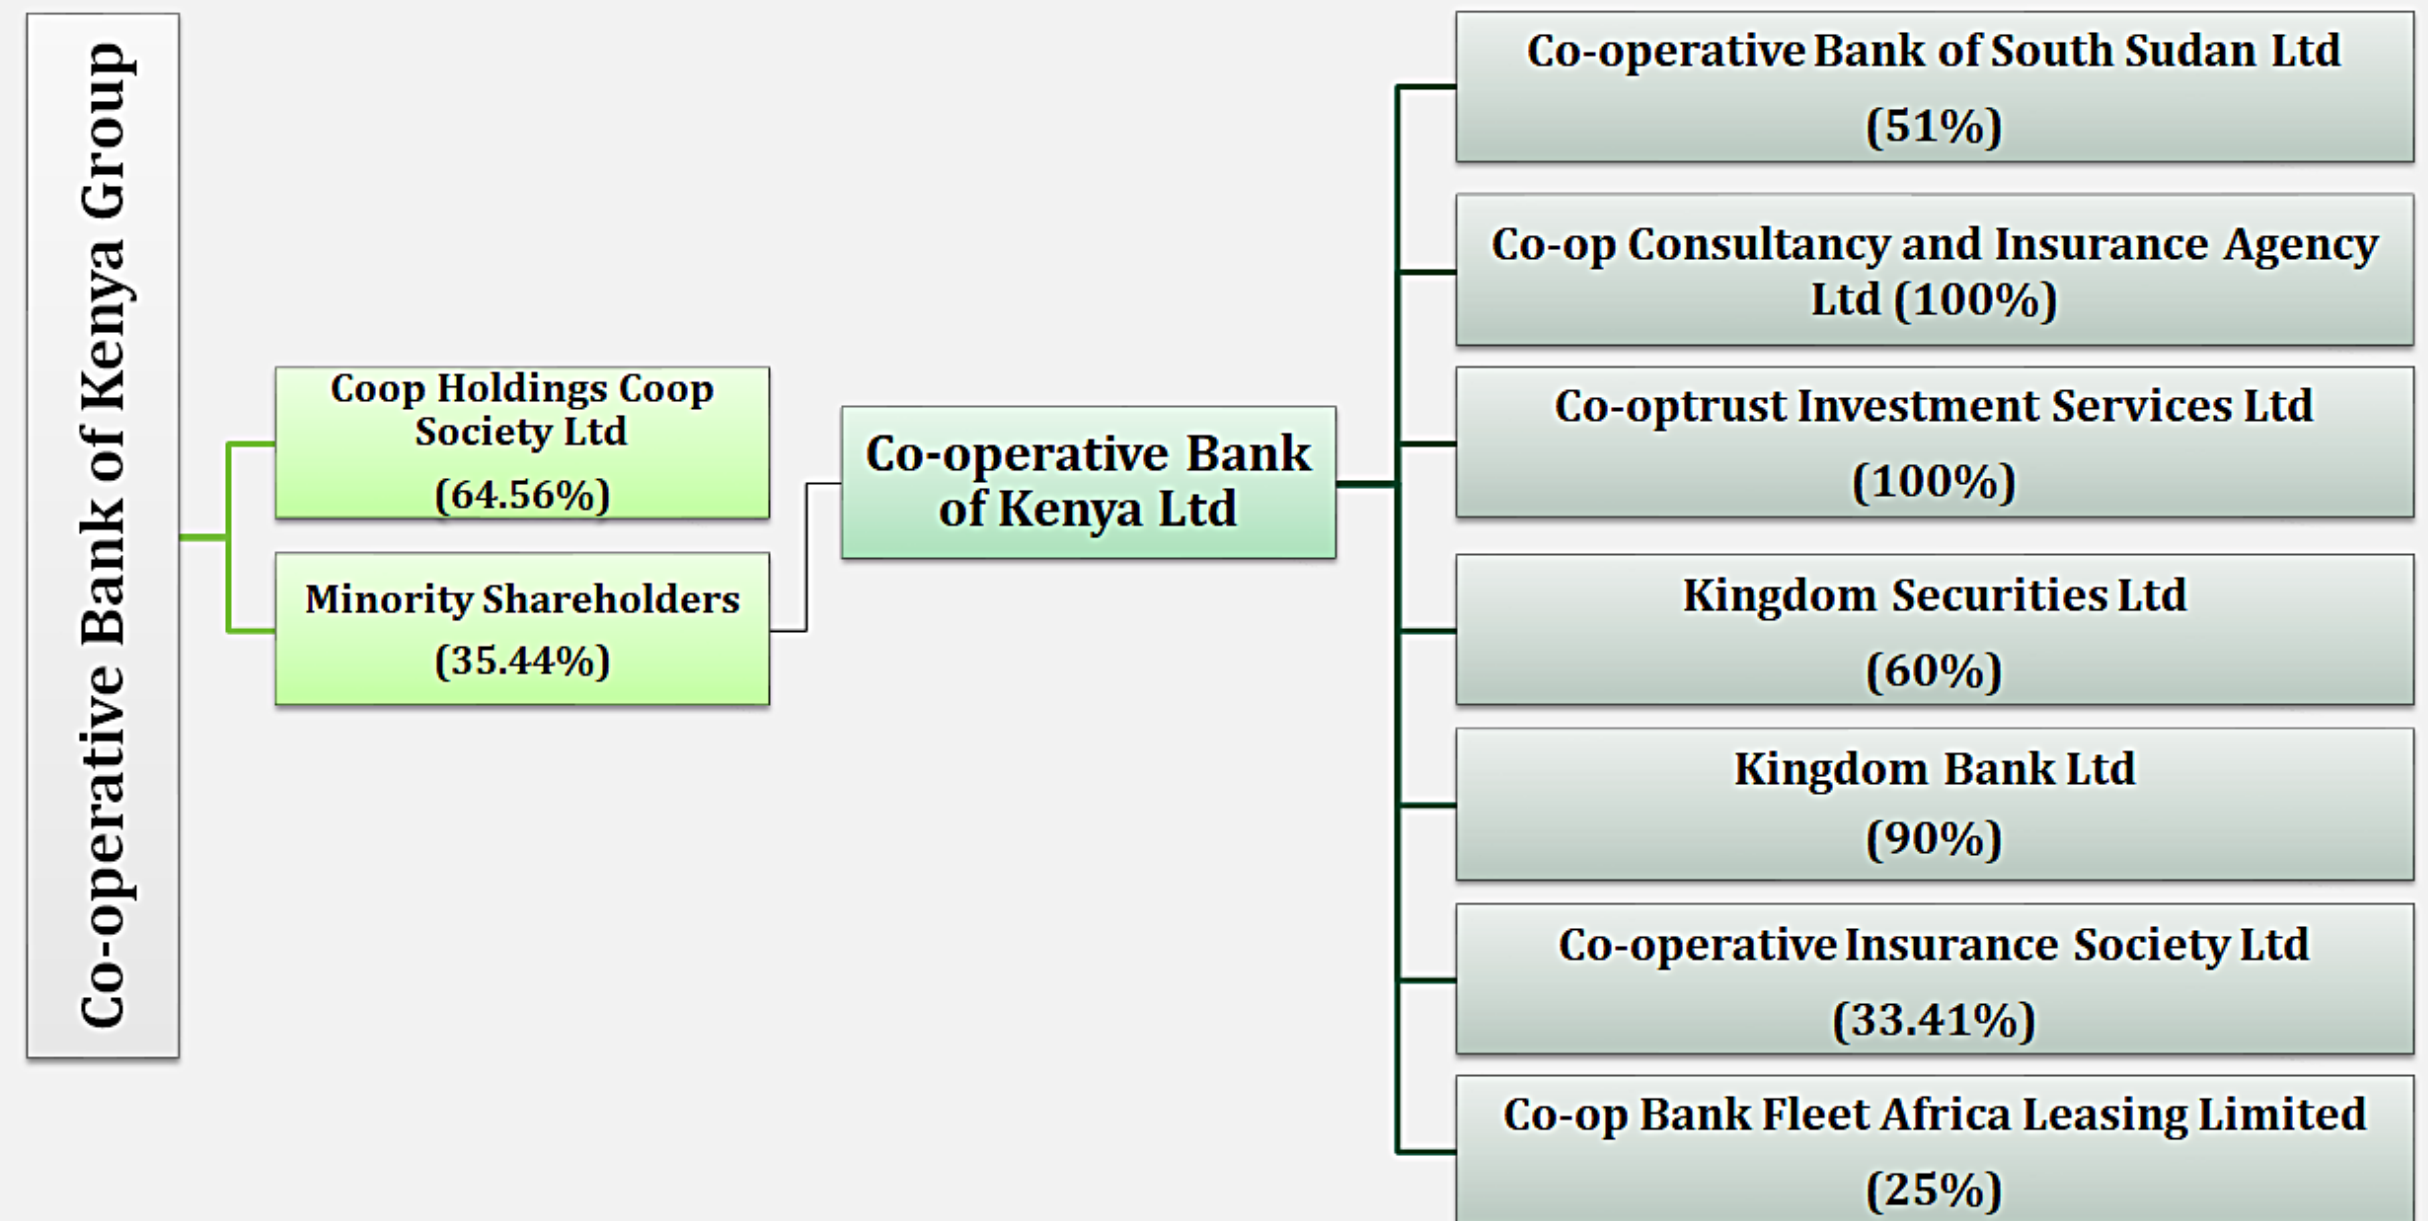 Co-operative Bank of Kenya Group
Coop Holdings Coop
Society Ltd
(64.56%)
Minority Shareholders
(35.44%)
Co-operative Bank
of Kenya Ltd
Co-operative Bank of South Sudan Ltd
(51%)
Co-op Consultancy and Insurance Agency
Ltd (100%)
Co-optrust Investment Services Ltd
(100%)
Kingdom Securities Ltd
(60%)
Kingdom Bank Ltd
(90%)
Co-operative Insurance Society Ltd
(33.41%)
Co-op Bank Fleet Africa Leasing Limited
(25%)